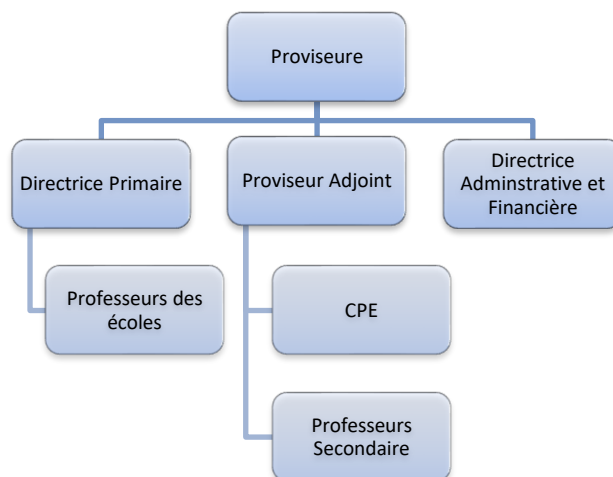 Proviseure
Directrice Primaire
Proviseur Adjoint
Directrice
Adminstrative et
Financière
Professeurs des
écoles
CPE
Professeurs
Secondaire